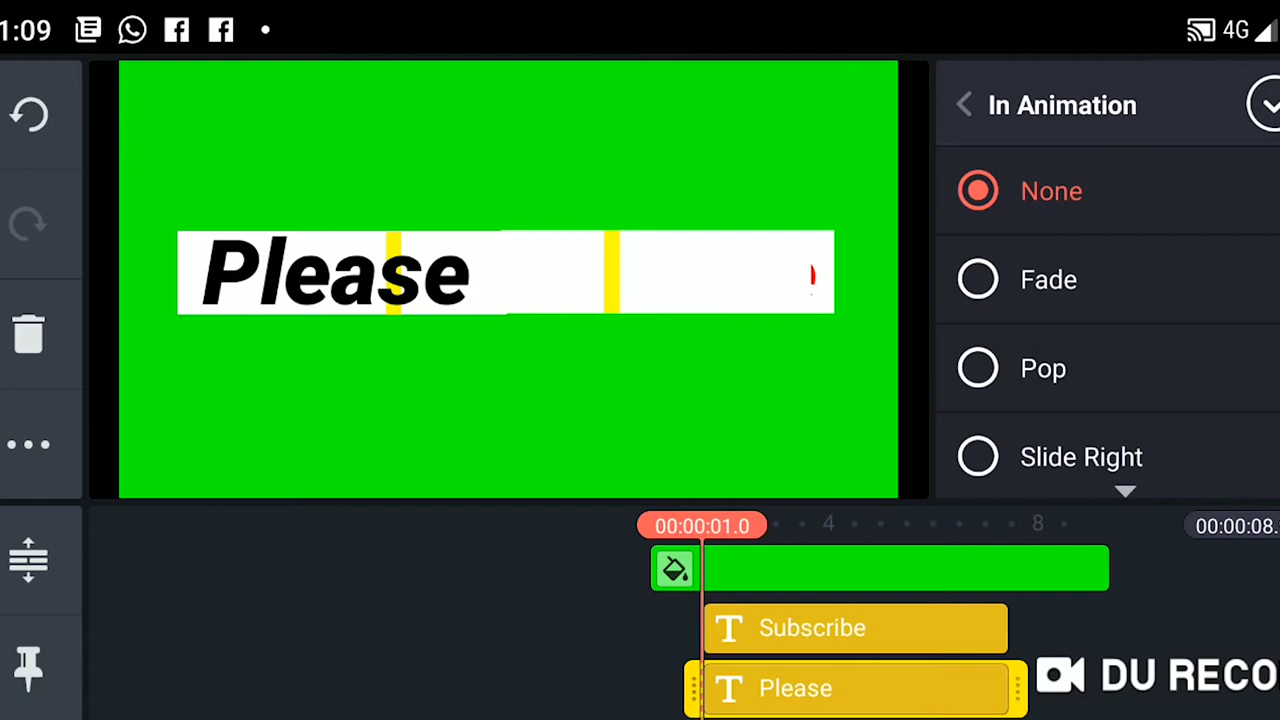 1:09
4G
In Animation
None
Please
Fade
Pop
Slide Right
00:00:01.0
4
8
00:00:08.
Subscribe
Please
DU RECO